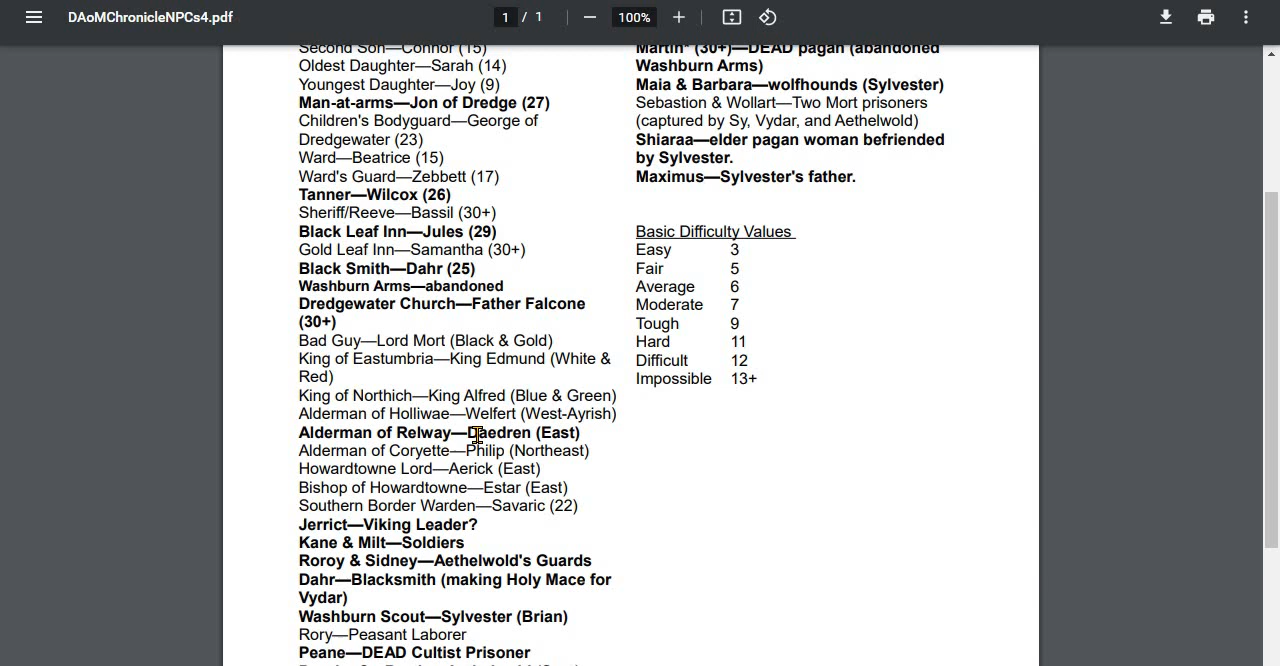 DAoMChronicleNPCs4.pdf
1 / 1
100%
Second Son—Connor (15)
Oldest Daughter—Sarah (14)
Youngest Daughter—Joy (9)
Man-at-arms—Jon of Dredge (27)
Children's Bodyguard—George of
Dredgewater (23)
Ward—Beatrice (15)
Ward's Guard—Zebbett (17)
Tanner—Wilcox (26)
Sheriff/Reeve—Bassil (30+)
Black Leaf Inn—Jules (29)
Gold Leaf Inn—Samantha (30+)
Black Smith—Dahr (25)
Washburn Arms—abandoned
Dredgewater Church—Father Falcone
(30+)
Bad Guy—Lord Mort (Black & Gold)
King of Eastumbria—King Edmund (White &
Red)
King of Northich—King Alfred (Blue & Green)
Alderman of Holliwae—Welfert (West-Ayrish)
Alderman of Relway—Daedren (East)
Alderman of Coryette—Philip (Northeast)
Howardtowne Lord—Aerick (East)
Bishop of Howardtowne—Estar (East)
Southern Border Warden—Savaric (22)
Jerrict—Viking Leader?
Kane & Milt—Soldiers
Roroy & Sidney—Aethelwold's Guards
Dahr—Blacksmith (making Holy Mace for
Vydar)
Washburn Scout—Sylvester (Brian)
Rory—Peasant Laborer
Peane—DEAD Cultist Prisoner
Martin* (30+)—DEAD pagan (abandoned
Washburn Arms)
Maia & Barbara—wolfhounds (Sylvester)
Sebastion & Wollart—Two Mort prisoners
(captured by Sy, Vydar, and Aethelwold)
Shiaraa—elder pagan woman befriended
by Sylvester.
Maximus—Sylvester's father.
Basic Difficulty Values
Easy 3
Fair 5
Average 6
Moderate 7
Tough 9
Hard 11
Difficult 12
Impossible 13+